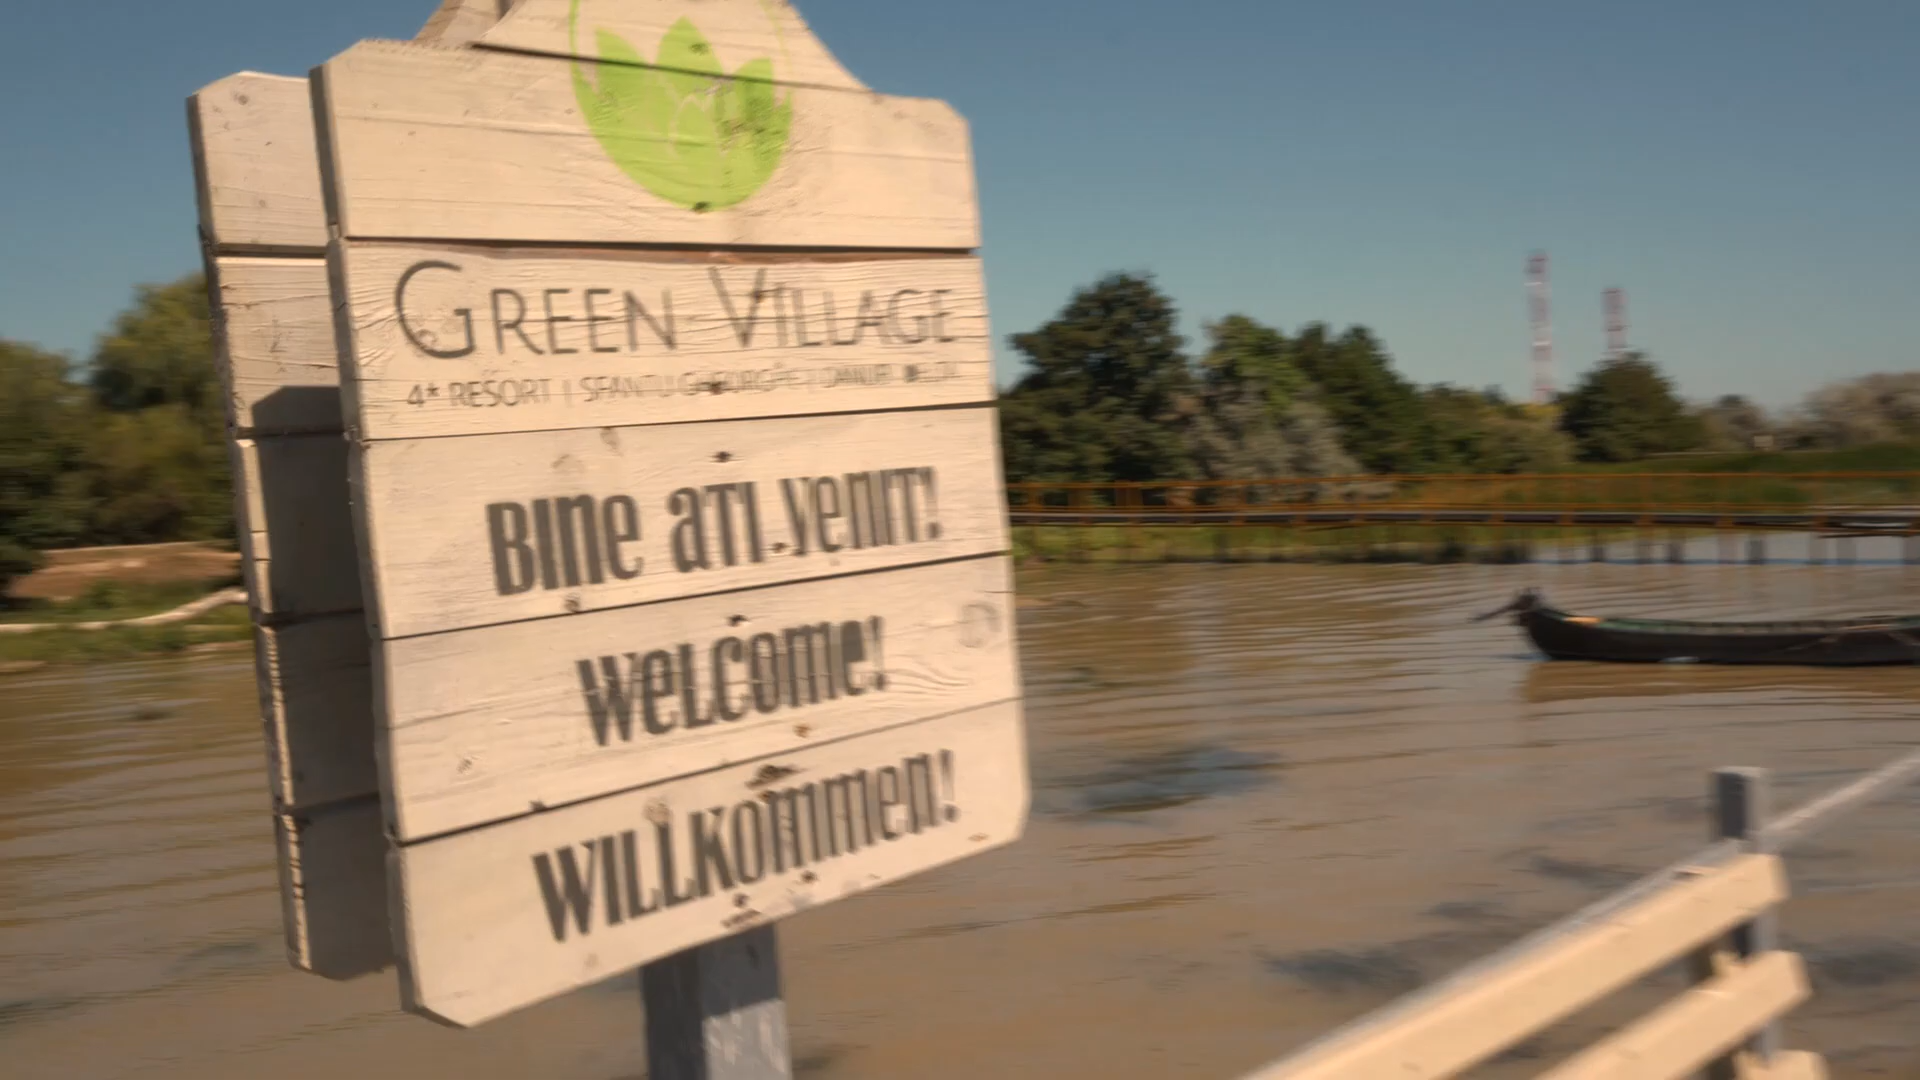 GREEN VILLAGE
4* RESORT | SFANTU GHEORGHE | DANUBE DELTA
BINE ATI VENIT!
WELCOME!
WILLKOMMEN!